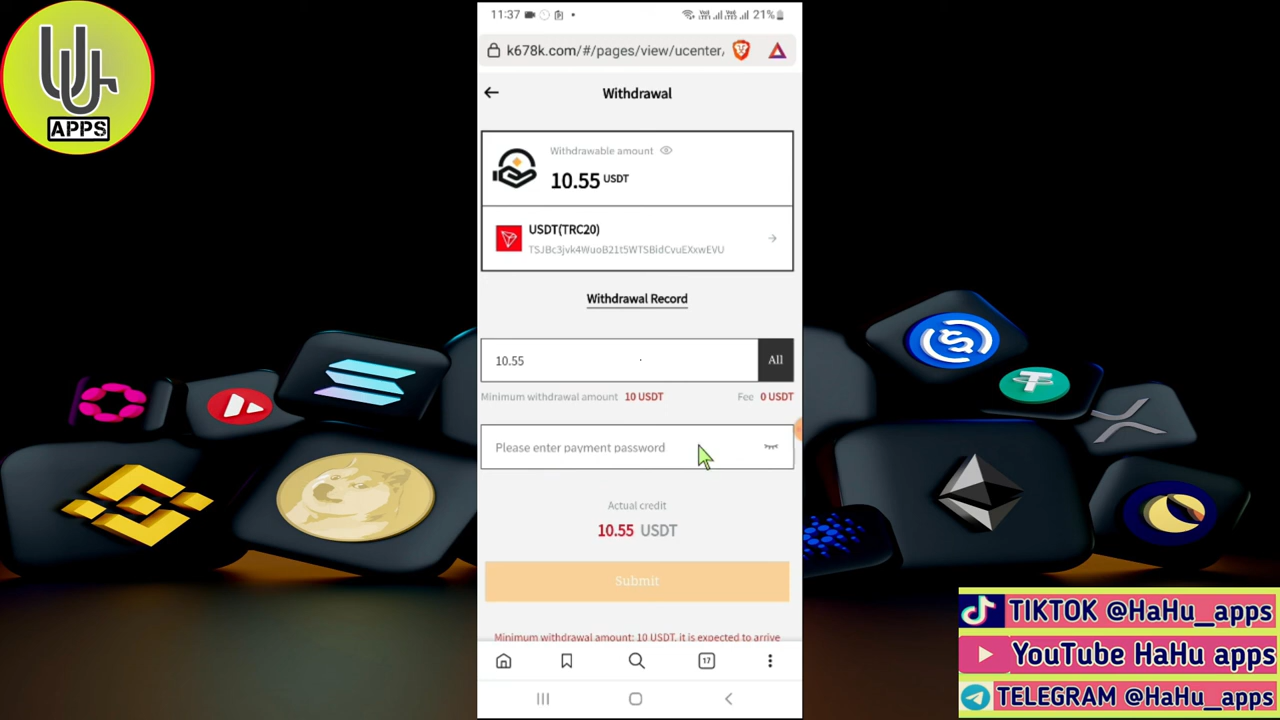 APPS
11:37
21%
k678k.com/#/pages/view/ucenter,
Withdrawal
Withdrawable amount
10.55 USDT
USDT(TRC20)
TSJBc3jvk4WuoB21t5WTSBidCvuEXxwEVU
Withdrawal Record
10.55
All
Minimum withdrawal amount 10 USDT Fee 0 USDT
Please enter payment password
Actual credit
10.55 USDT
Submit
Minimum withdrawal amount: 10 USDT, it is expected to arrive
17
TIKTOK @HaHu_apps
YouTube HaHu apps
TELEGRAM @HaHu_apps